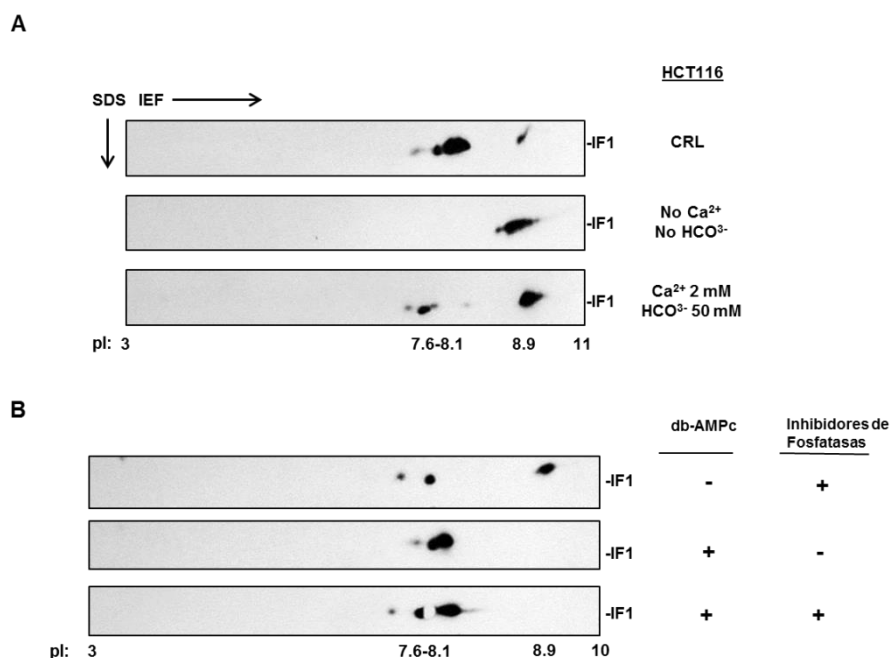 A
HCT116
SDS IEF
-IF1 CRL
-IF1 No Ca²⁺
No HCO³⁻
-IF1 Ca²⁺ 2 mM
HCO³⁻ 50 mM
pI: 3 7.6-8.1 8.9 11
B
db-AMPc Inhibidores de
Fosfatasas
-IF1 - +
-IF1 + -
-IF1 + +
pI: 3 7.6-8.1 8.9 10